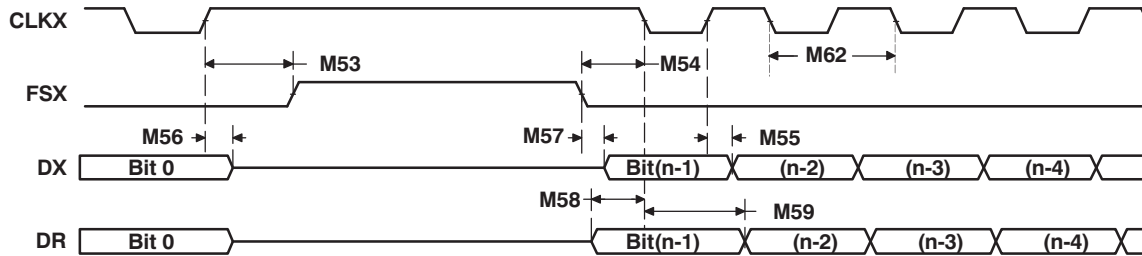 CLKX
M53 M54 M62
FSX
M56 M57 M55
DX Bit 0 Bit(n-1) (n-2) (n-3) (n-4)
M58 M59
DR Bit 0 Bit(n-1) (n-2) (n-3) (n-4)